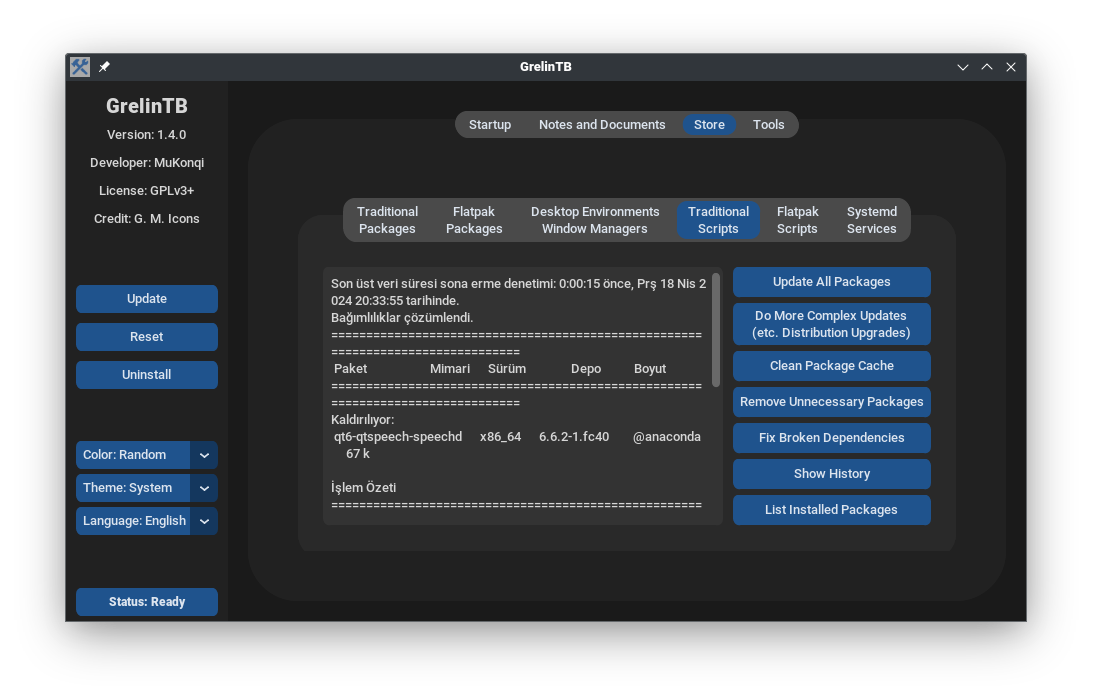 GrelinTB
GrelinTB
Version: 1.4.0
Developer: MuKonqi
License: GPLv3+
Credit: G. M. Icons
Update
Reset
Uninstall
Color: Random
Theme: System
Language: English
Status: Ready
Startup Notes and Documents Store Tools
Traditional Packages
Flatpak Packages
Desktop Environments Window Managers
Traditional Scripts
Flatpak Scripts
Systemd Services
Son üst veri süresi sona erme denetimi: 0:00:15 önce, Prş 18 Nis 2
024 20:33:55 tarihinde.
Bağımlılıklar çözümlendi.
=====================================================
===========================
Paket Mimari Sürüm Depo Boyut
=====================================================
===========================
Kaldırılıyor:
qt6-qtspeech-speechd x86_64 6.6.2-1.fc40 @anaconda
67 k
İşlem Özeti
=====================================================
Update All Packages
Do More Complex Updates
(etc. Distribution Upgrades)
Clean Package Cache
Remove Unnecessary Packages
Fix Broken Dependencies
Show History
List Installed Packages